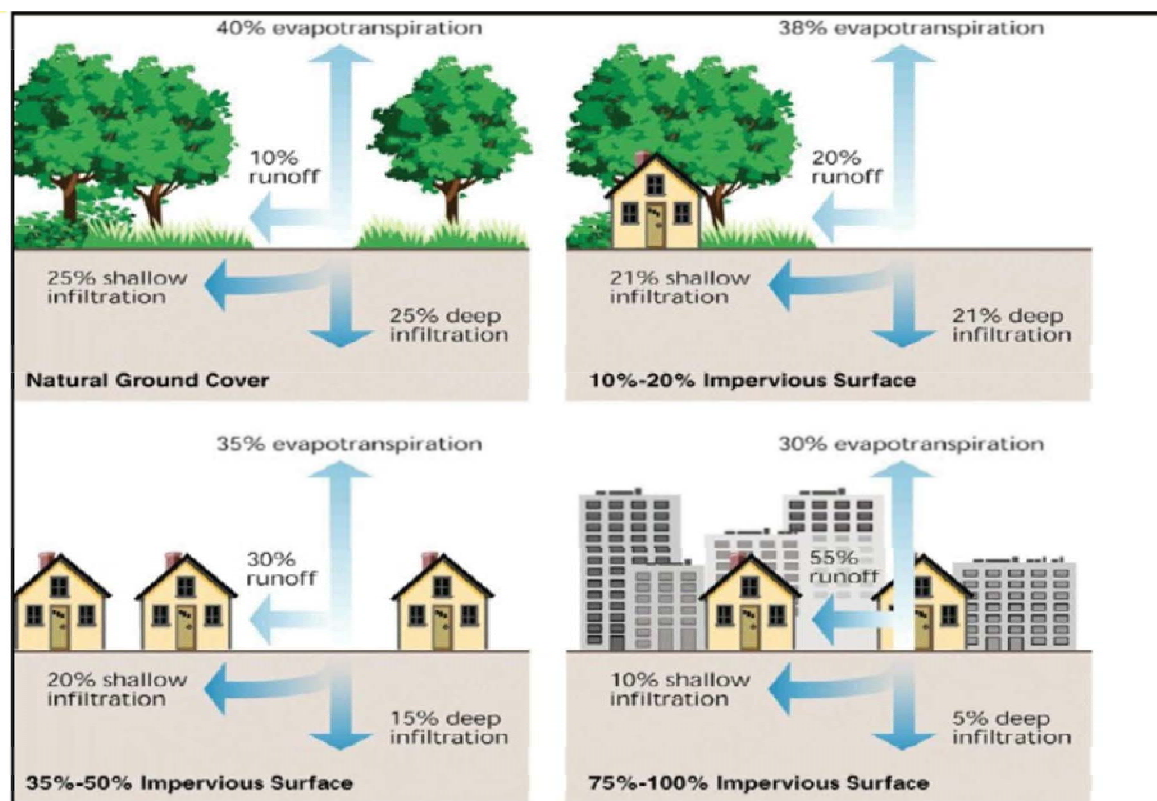 40% evapotranspiration
10%
runoff
25% shallow
infiltration
25% deep
infiltration
Natural Ground Cover
38% evapotranspiration
20%
runoff
21% shallow
infiltration
21% deep
infiltration
10%-20% Impervious Surface
35% evapotranspiration
30%
runoff
20% shallow
infiltration
15% deep
infiltration
35%-50% Impervious Surface
30% evapotranspiration
55%
runoff
10% shallow
infiltration
5% deep
infiltration
75%-100% Impervious Surface